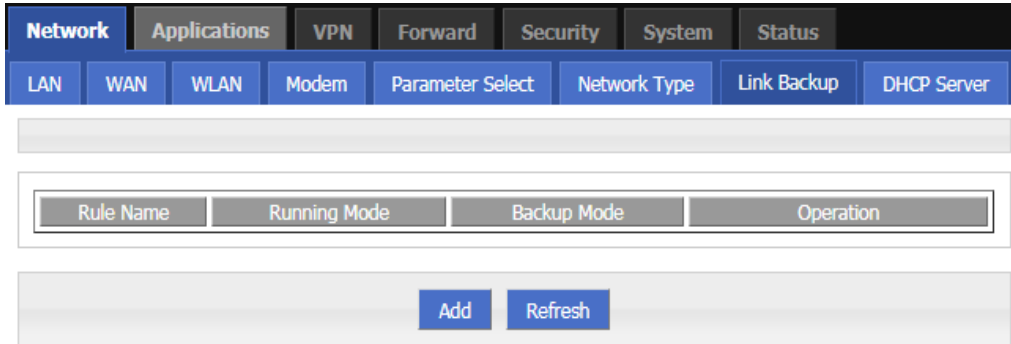 Network Applications VPN Forward Security System Status
LAN WAN WLAN Modem Parameter Select Network Type Link Backup DHCP Server
Rule Name Running Mode Backup Mode Operation
Add Refresh